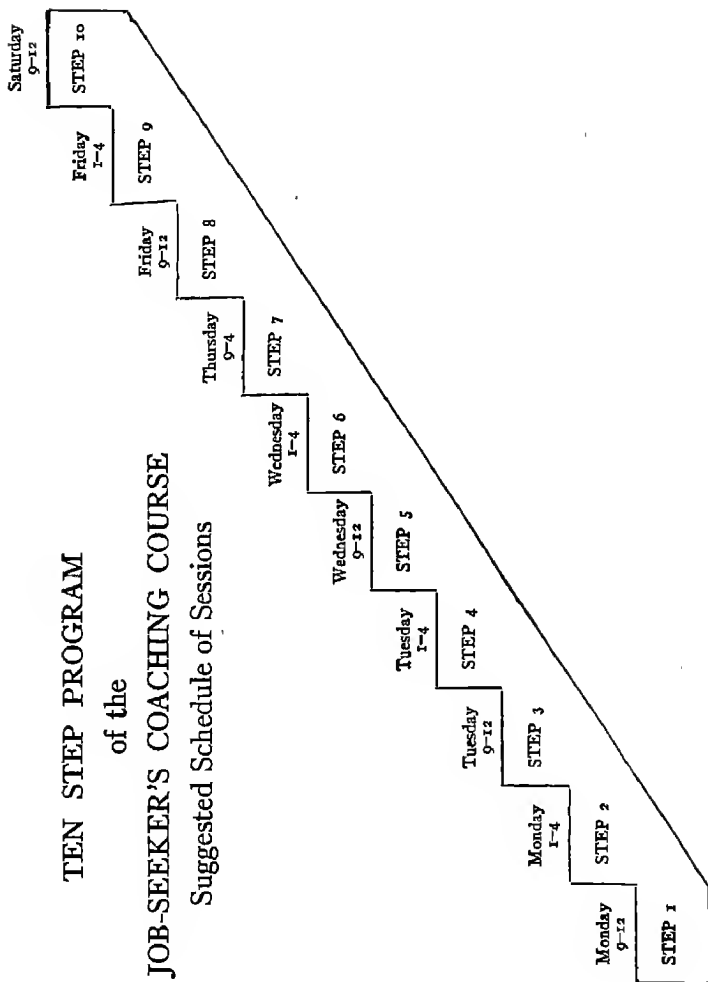 TEN STEP PROGRAM
of the
JOB-SEEKER'S COACHING COURSE
Suggested Schedule of Sessions
Monday
9-12
STEP 1
Monday
1-4
STEP 2
Tuesday
9-12
STEP 3
Tuesday
1-4
STEP 4
Wednesday
9-12
STEP 5
Wednesday
1-4
STEP 6
Thursday
9-4
STEP 7
Friday
9-12
STEP 8
Friday
1-4
STEP 9
Saturday
9-12
STEP 10